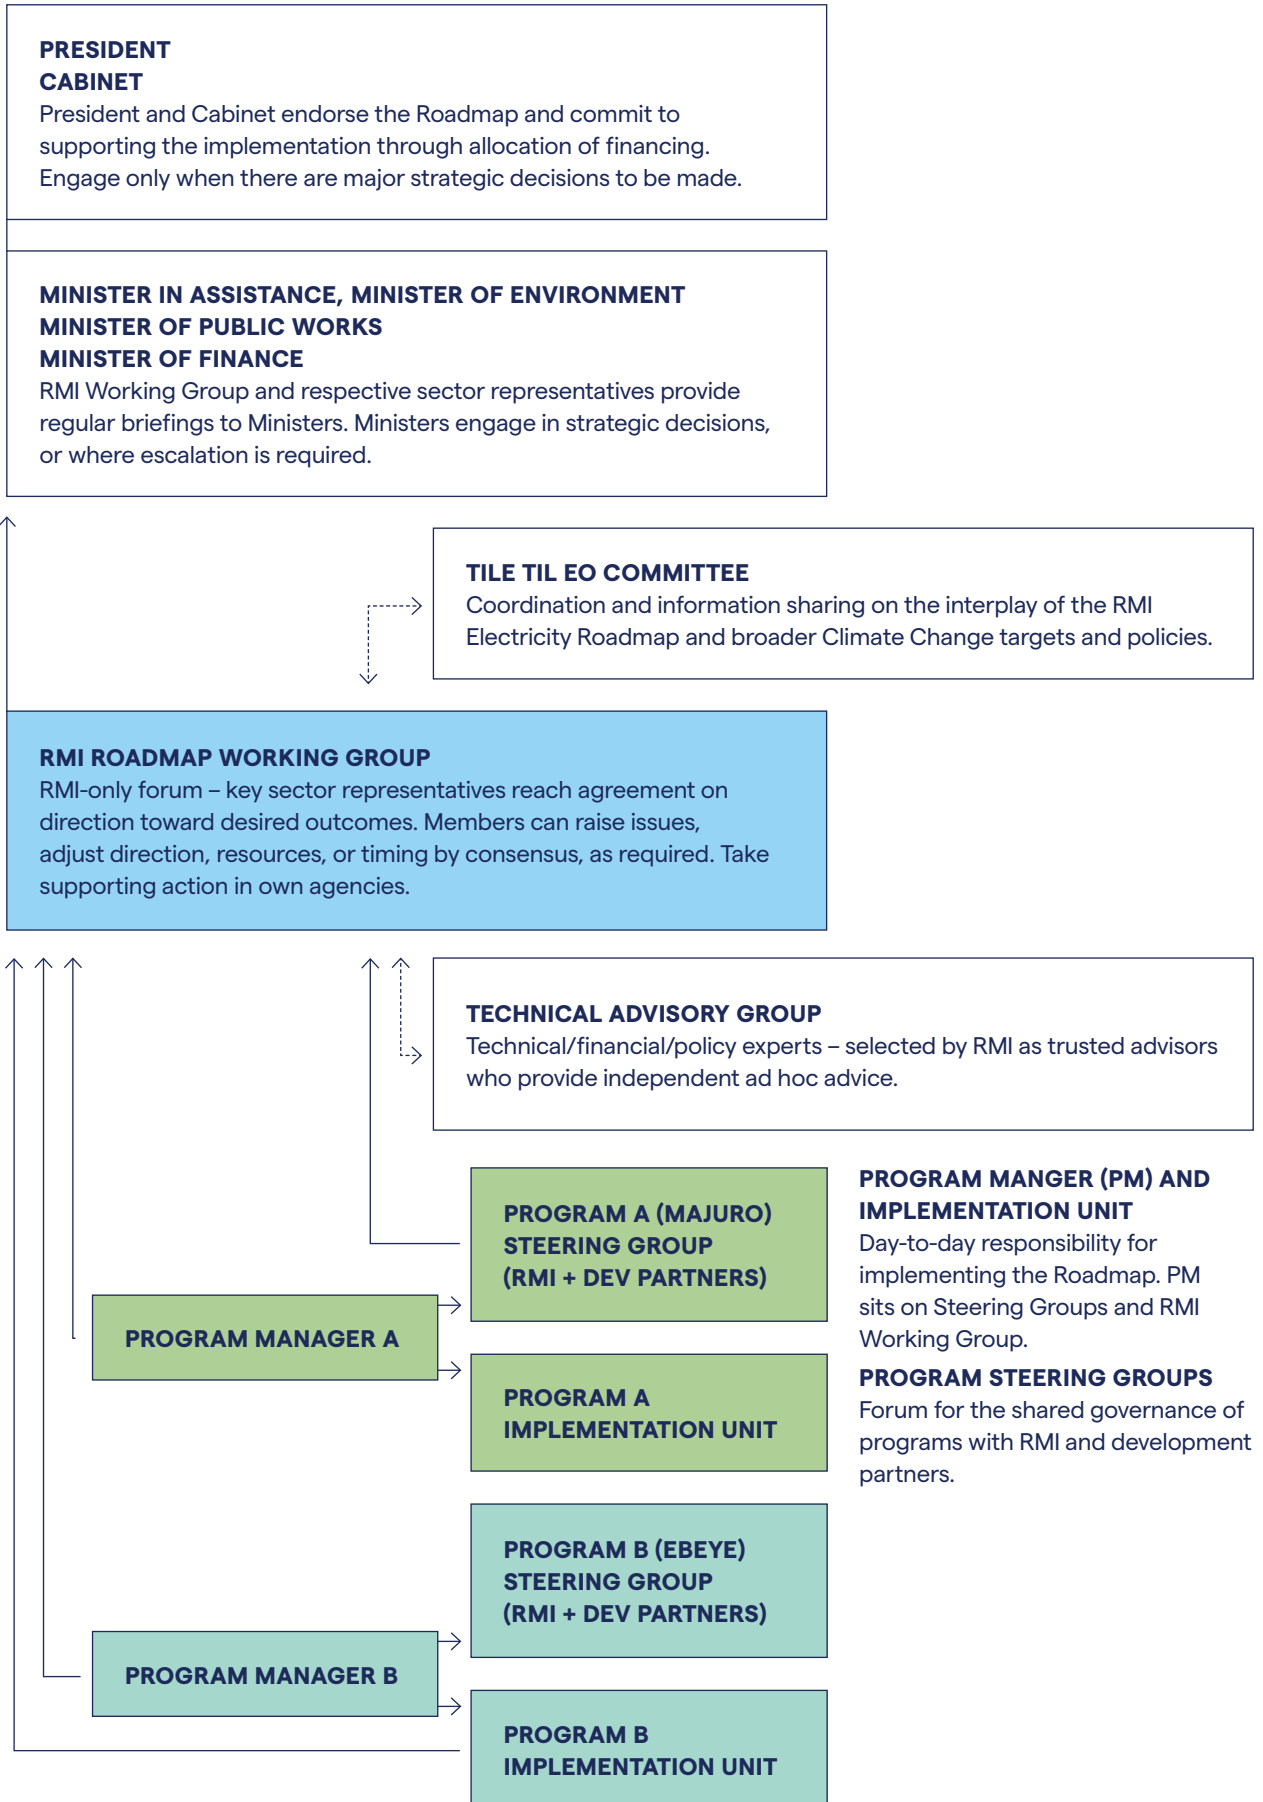 PRESIDENT
CABINET
President and Cabinet endorse the Roadmap and commit to
supporting the implementation through allocation of financing.
Engage only when there are major strategic decisions to be made.
MINISTER IN ASSISTANCE, MINISTER OF ENVIRONMENT
MINISTER OF PUBLIC WORKS
MINISTER OF FINANCE
RMI Working Group and respective sector representatives provide
regular briefings to Ministers. Ministers engage in strategic decisions,
or where escalation is required.
TILE TIL EO COMMITTEE
Coordination and information sharing on the interplay of the RMI
Electricity Roadmap and broader Climate Change targets and policies.
RMI ROADMAP WORKING GROUP
RMI-only forum – key sector representatives reach agreement on
direction toward desired outcomes. Members can raise issues,
adjust direction, resources, or timing by consensus, as required. Take
supporting action in own agencies.
TECHNICAL ADVISORY GROUP
Technical/financial/policy experts – selected by RMI as trusted advisors
who provide independent ad hoc advice.
PROGRAM A (MAJURO)
STEERING GROUP
(RMI + DEV PARTNERS)
PROGRAM MANAGER A
PROGRAM A
IMPLEMENTATION UNIT
PROGRAM MANGER (PM) AND
IMPLEMENTATION UNIT
Day-to-day responsibility for
implementing the Roadmap. PM
sits on Steering Groups and RMI
Working Group.
PROGRAM STEERING GROUPS
Forum for the shared governance of
programs with RMI and development
partners.
PROGRAM B (EBEYE)
STEERING GROUP
(RMI + DEV PARTNERS)
PROGRAM MANAGER B
PROGRAM B
IMPLEMENTATION UNIT